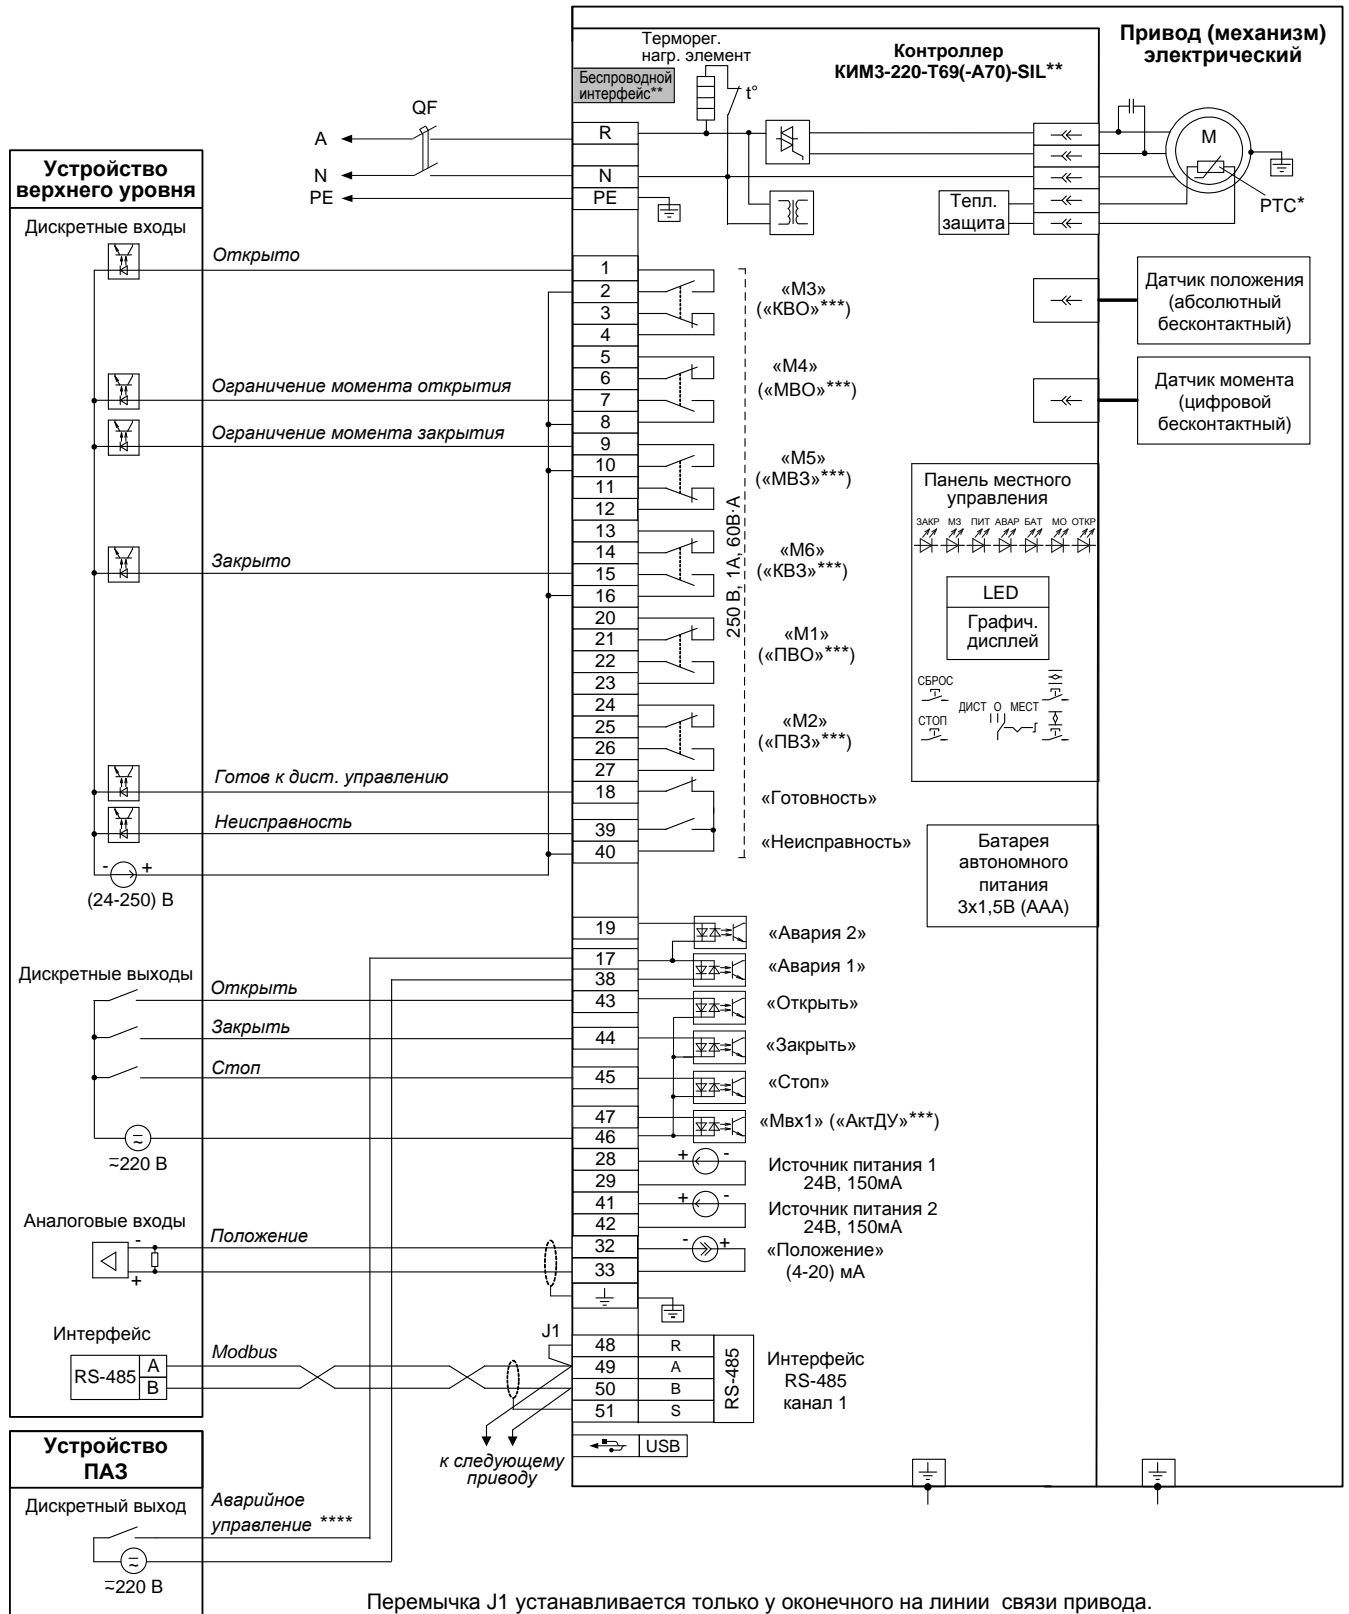 Привод (механизм)
электрический
Контроллер
КИМ3-220-Т69(-А70)-SIL**
Терморег.
нагр. элемент
Беспроводной
интерфейс**
t°
QF
A
N
PE
R
N
PE
M
PTC*
Тепл.
защита
Устройство
верхнего уровня
Дискретные входы
Открыто
1
2
3
4
«М3»
(«КВО»***)
Датчик положения
(абсолютный
бесконтактный)
Ограничение момента открытия
5
6
7
8
«М4»
(«МВО»***)
Датчик момента
(цифровой
бесконтактный)
Ограничение момента закрытия
9
10
11
12
«М5»
(«МВЗ»***)
250 В, 1А, 60В·А
Закрыто
13
14
15
16
«М6»
(«КВЗ»***)
20
21
22
23
«М1»
(«ПВО»***)
24
25
26
27
«М2»
(«ПВЗ»***)
Панель местного
управления
ЗАКР МЗ ПИТ АВАР БАТ МО ОТКР
LED
Графич.
дисплей
СБРОС
СТОП
ДИСТ О МЕСТ
Готов к дист. управлению
18
«Готовность»
Неисправность
39
40
«Неисправность»
- +
(24-250) В
Батарея
автономного
питания
3х1,5В (ААА)
19
«Авария 2»
17
38
«Авария 1»
Дискретные выходы
Открыть
43
«Открыть»
Закрыть
44
«Закрыть»
Стоп
45
«Стоп»
47
46
«Мвх1» («АктДУ»***)
≂220 В
28
29
+ -
Источник питания 1
24В, 150мА
41
42
+ -
Источник питания 2
24В, 150мА
Аналоговые входы
-
+
Положение
32
33
- +
«Положение»
(4-20) мА
Интерфейс
RS-485
A
B
Modbus
J1
48
49
50
51
R
A
B
S
RS-485
Интерфейс
RS-485
канал 1
USB
к следующему
приводу
Устройство
ПАЗ
Дискретный выход
Аварийное
управление ****
≂220 В
Перемычка J1 устанавливается только у оконечного на линии связи привода.